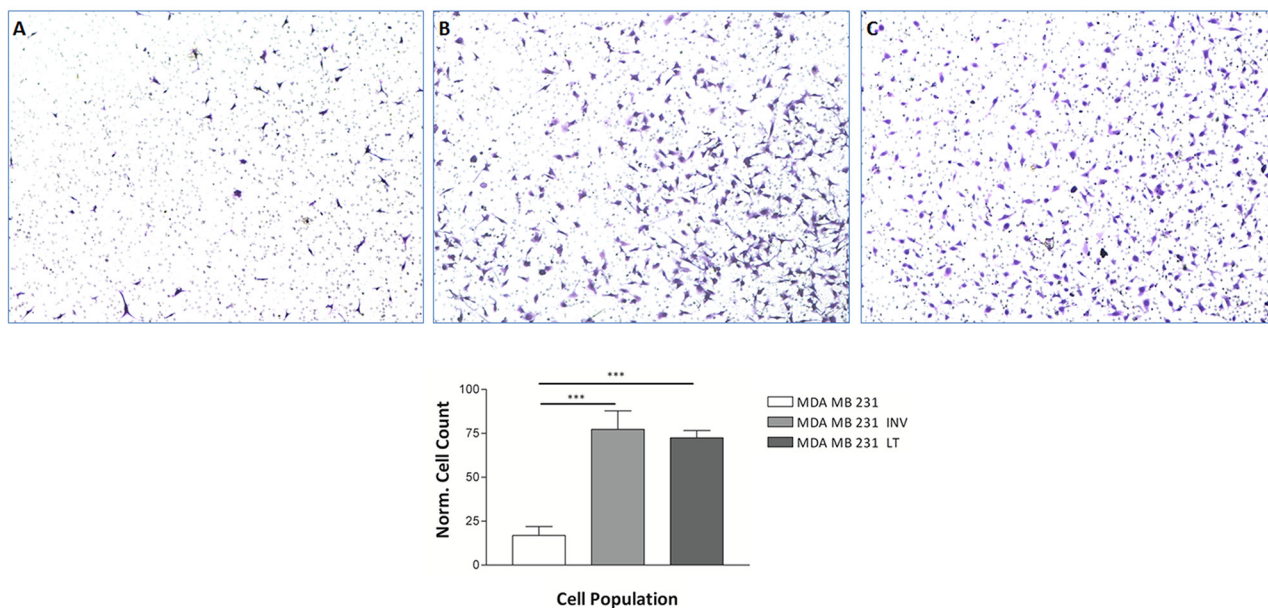 A
B
C
***
***
100
75
50
25
0
Norm. Cell Count
Cell Population
MDA MB 231
MDA MB 231 INV
MDA MB 231 LT